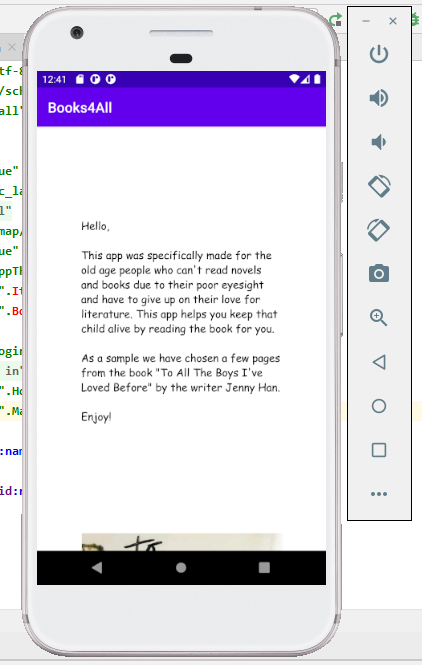 tf-8
/sc
all"
ue"
c_la
l"
map/
ue"
ppTh
".It
".Bo
ogin
in"
".Ho
".Ma
:nam
id:n
12:41
Books4All
Hello,
This app was specifically made for the
old age people who can't read novels
and books due to their poor eyesight
and have to give up on their love for
literature. This app helps you keep that
child alive by reading the book for you.
As a sample we have chosen a few pages
from the book "To All The Boys I've
Loved Before" by the writer Jenny Han.
Enjoy!
to